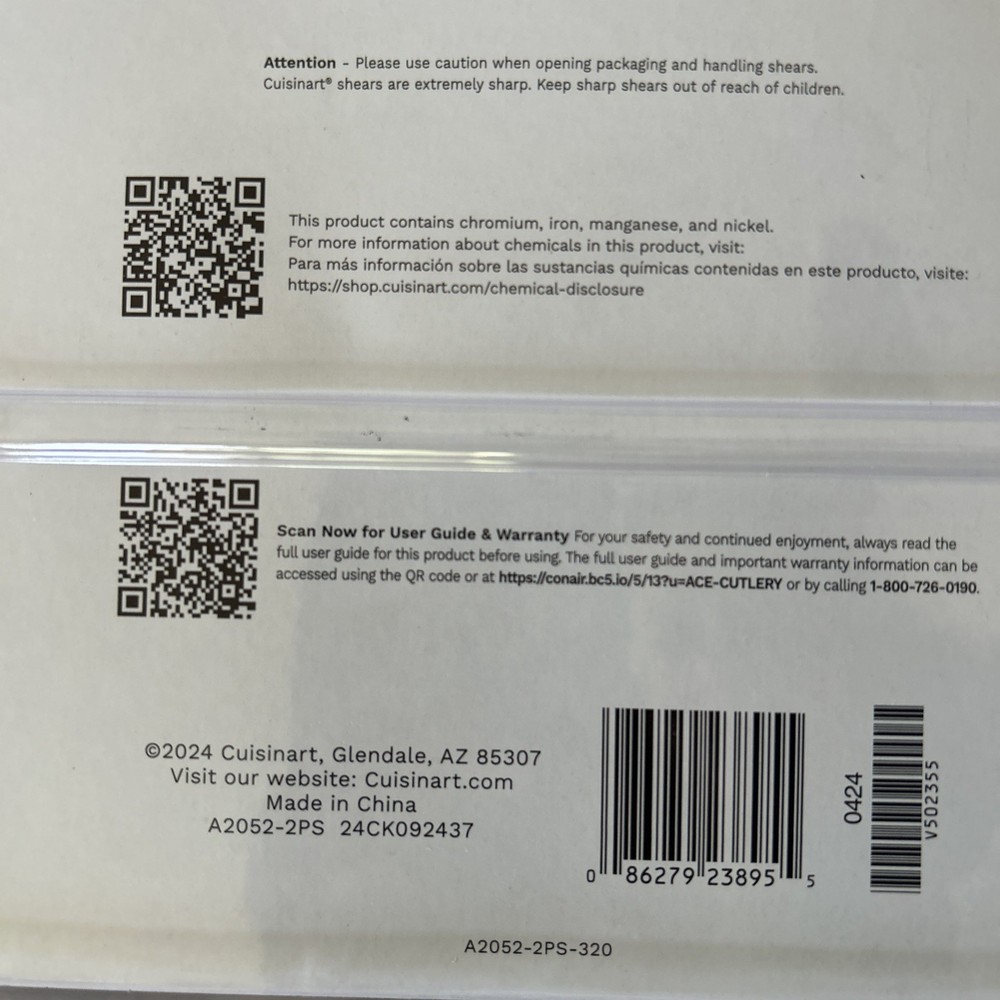 Attention - Please use caution when opening packaging and handling shears.
Cuisinart® shears are extremely sharp. Keep sharp shears out of reach of children.
This product contains chromium, iron, manganese, and nickel.
For more information about chemicals in this product, visit:
Para más información sobre las sustancias químicas contenidas en este producto, visite:
https://shop.cuisinart.com/chemical-disclosure
Scan Now for User Guide & Warranty For your safety and continued enjoyment, always read the
full user guide for this product before using. The full user guide and important warranty information can be
accessed using the QR code or at https://conair.bc5.io/5/13?u=ACE-CUTLERY or by calling 1-800-726-0190.
©2024 Cuisinart, Glendale, AZ 85307
Visit our website: Cuisinart.com
Made in China
A2052-2PS 24CK092437
0 86279 23895 5
0424
V502355
A2052-2PS-320